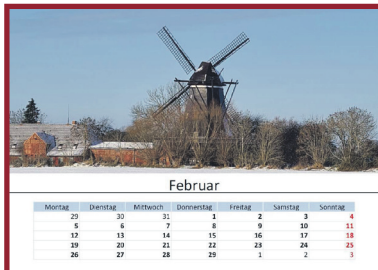 Februar
Montag Dienstag Mittwoch Donnerstag Freitag Samstag Sonntag
29 30 31 1 2 3 4
5 6 7 8 9 10 11
12 13 14 15 16 17 18
19 20 21 22 23 24 25
26 27 28 29 1 2 3